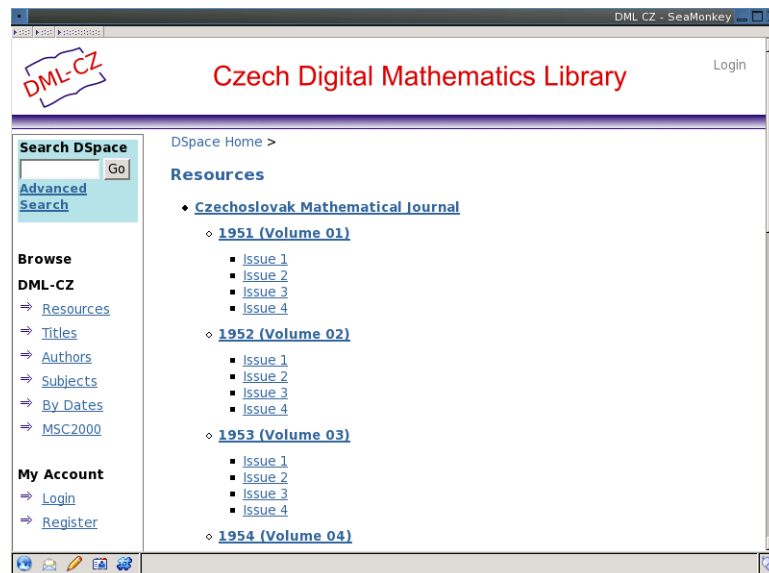 DML CZ - SeaMonkey
DML-CZ
Czech Digital Mathematics Library
Login
Search DSpace
Go
Advanced
Search
Browse
DML-CZ
⇒ Resources
⇒ Titles
⇒ Authors
⇒ Subjects
⇒ By Dates
⇒ MSC2000
My Account
⇒ Login
⇒ Register
DSpace Home >
Resources
Czechoslovak Mathematical Journal
1951 (Volume 01)
Issue 1
Issue 2
Issue 3
Issue 4
1952 (Volume 02)
Issue 1
Issue 2
Issue 3
Issue 4
1953 (Volume 03)
Issue 1
Issue 2
Issue 3
Issue 4
1954 (Volume 04)